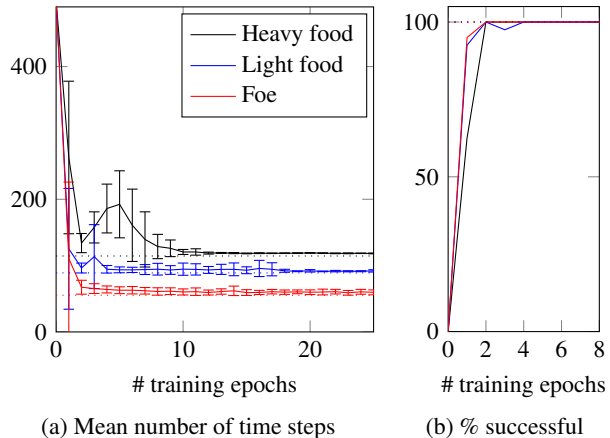 400
200
0
0
10
20
Heavy food
Light food
Foe
# training epochs
(a) Mean number of time steps
100
50
0
0
2
4
6
8
# training epochs
(b) % successful